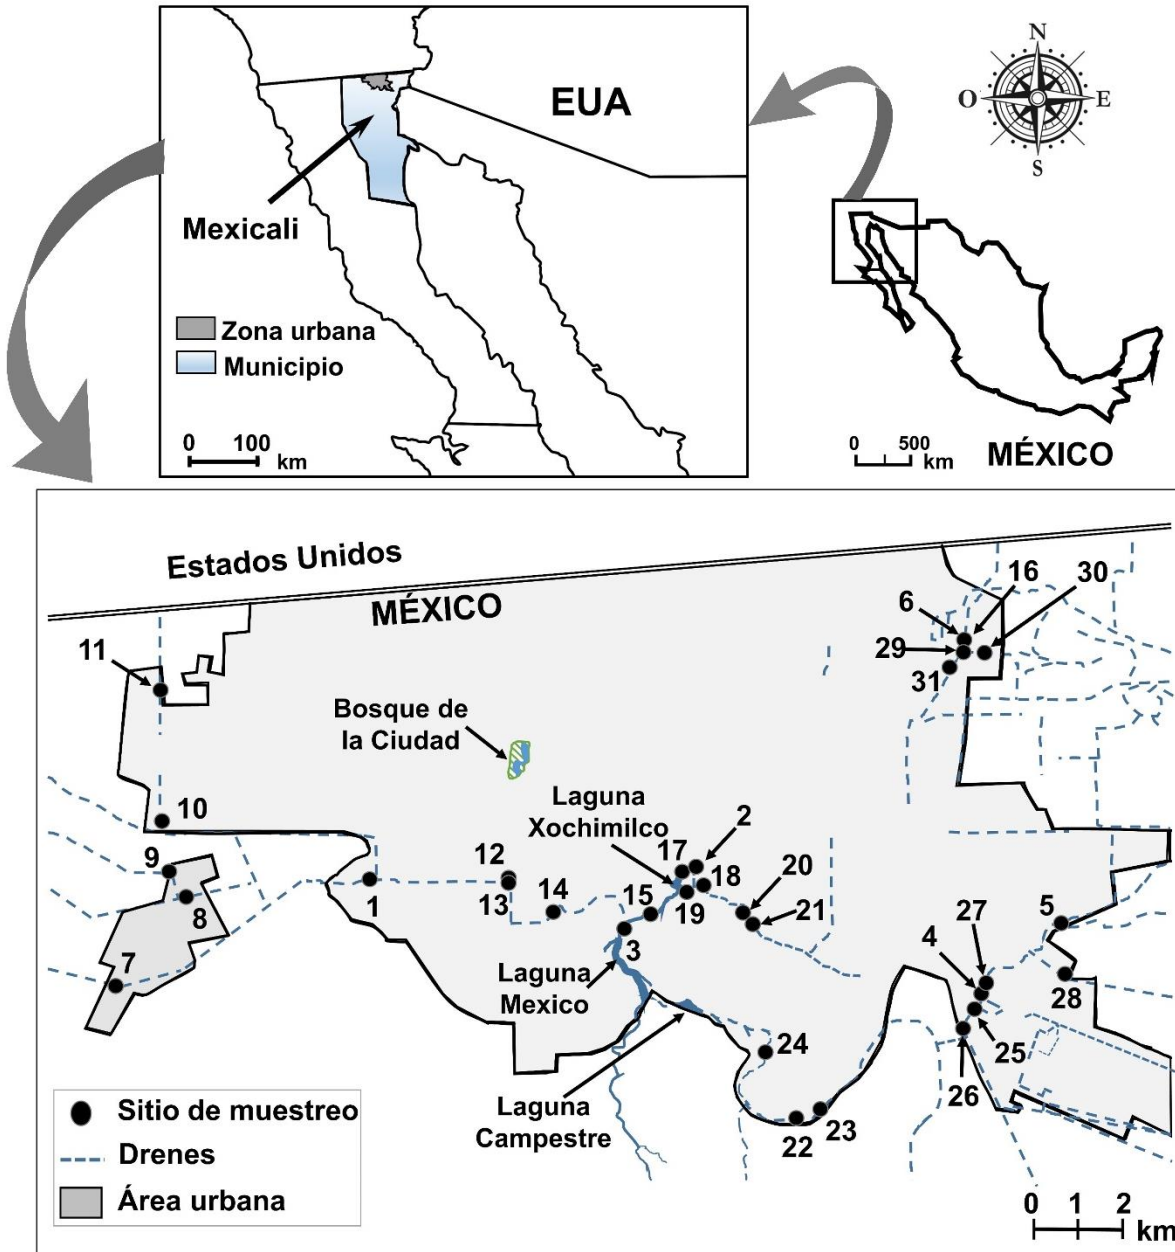 EUA
Mexicali
Zona urbana
Municipio
0 100
km
N
O E
S
0 500
km
MÉXICO
Estados Unidos
MÉXICO
11
6
16
30
29
31
Bosque de
la Ciudad
Laguna
Xochimilco
10
9
8
7
1
12
13
14
15
3
17
2
18
19
20
21
Laguna
Mexico
Laguna
Campestre
24
22
23
4
27
5
28
25
26
Sitio de muestreo
Drenes
Área urbana
0 1 2
km